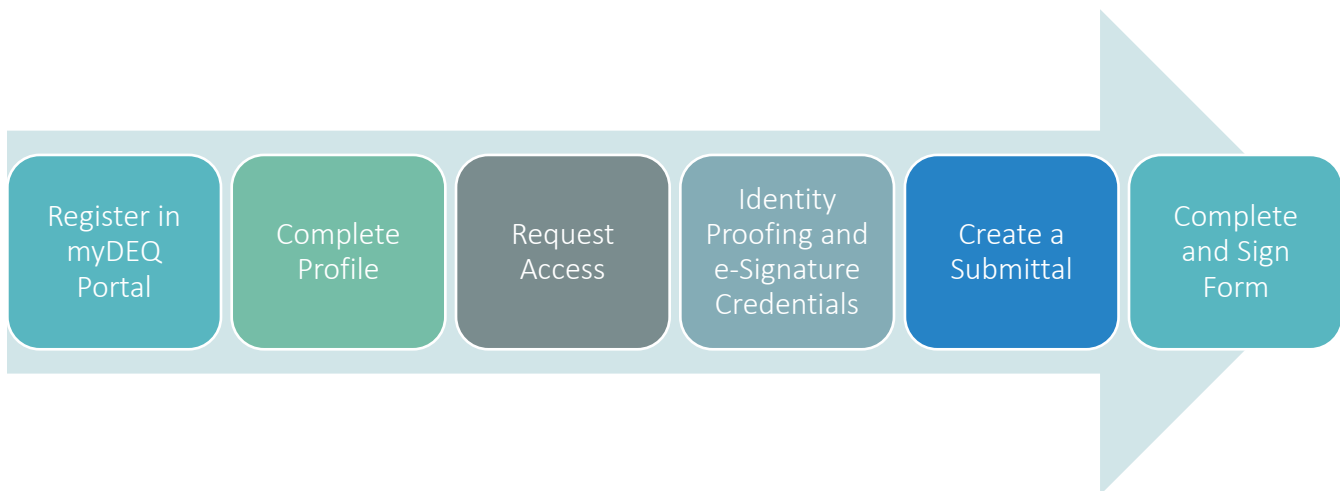 Register in
myDEQ
Portal
Complete
Profile
Request
Access
Identity
Proofing and
e-Signature
Credentials
Create a
Submittal
Complete
and Sign
Form